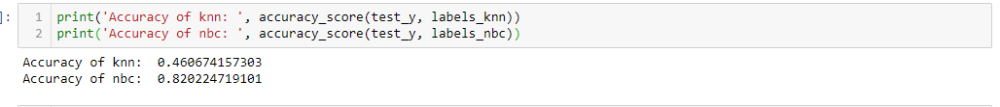 ]:
1 print('Accuracy of knn: ', accuracy_score(test_y, labels_knn))
2 print('Accuracy of nbc: ', accuracy_score(test_y, labels_nbc))
Accuracy of knn:  0.460674157303
Accuracy of nbc:  0.820224719101